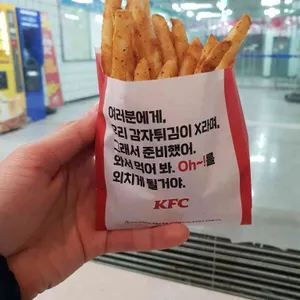 여러분에게,
우리 감자튀김이 X라며.
그래서 준비했어.
와서 먹어 봐. Oh~!를
외치게 될거야.
KFC